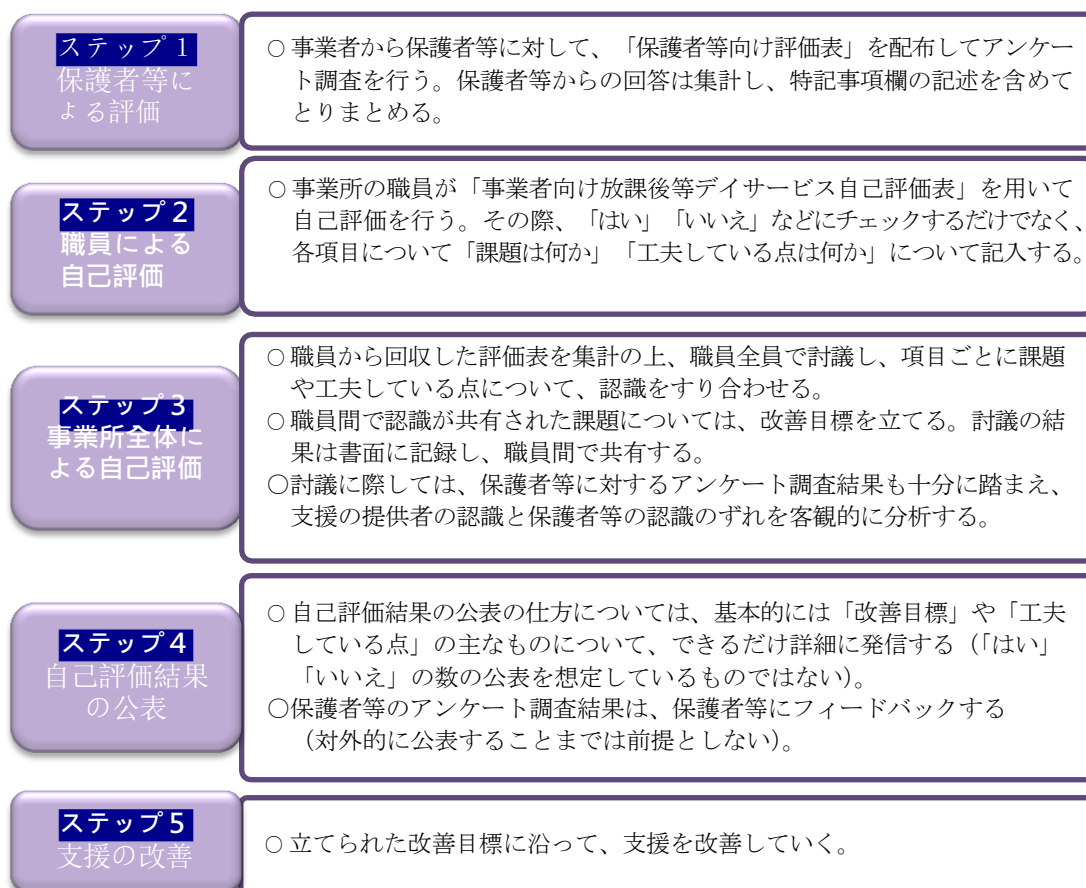 ステップ１
保護者等に
よる評価
○事業者から保護者等に対して、「保護者等向け評価表」を配布してアンケー
ト調査を行う。保護者等からの回答は集計し、特記事項欄の記述を含めて
とりまとめる。
ステップ２
職員による
自己評価
○事業所の職員が「事業者向け放課後等デイサービス自己評価表」を用いて
自己評価を行う。その際、「はい」「いいえ」などにチェックするだけでなく、
各項目について「課題は何か」「工夫している点は何か」について記入する。
ステップ３
事業所全体に
よる自己評価
○職員から回収した評価表を集計の上、職員全員で討議し、項目ごとに課題
や工夫している点について、認識をすり合わせる。
○職員間で認識が共有された課題については、改善目標を立てる。討議の結
果は書面に記録し、職員間で共有する。
○討議に際しては、保護者等に対するアンケート調査結果も十分に踏まえ、
支援の提供者の認識と保護者等の認識のずれを客観的に分析する。
ステップ４
自己評価結果
の公表
○自己評価結果の公表の仕方については、基本的には「改善目標」や「工夫
している点」の主なものについて、できるだけ詳細に発信する（「はい」
「いいえ」の数の公表を想定しているものではない）。
○保護者等のアンケート調査結果は、保護者等にフィードバックする
（対外的に公表することまでは前提としない）。
ステップ５
支援の改善
○立てられた改善目標に沿って、支援を改善していく。